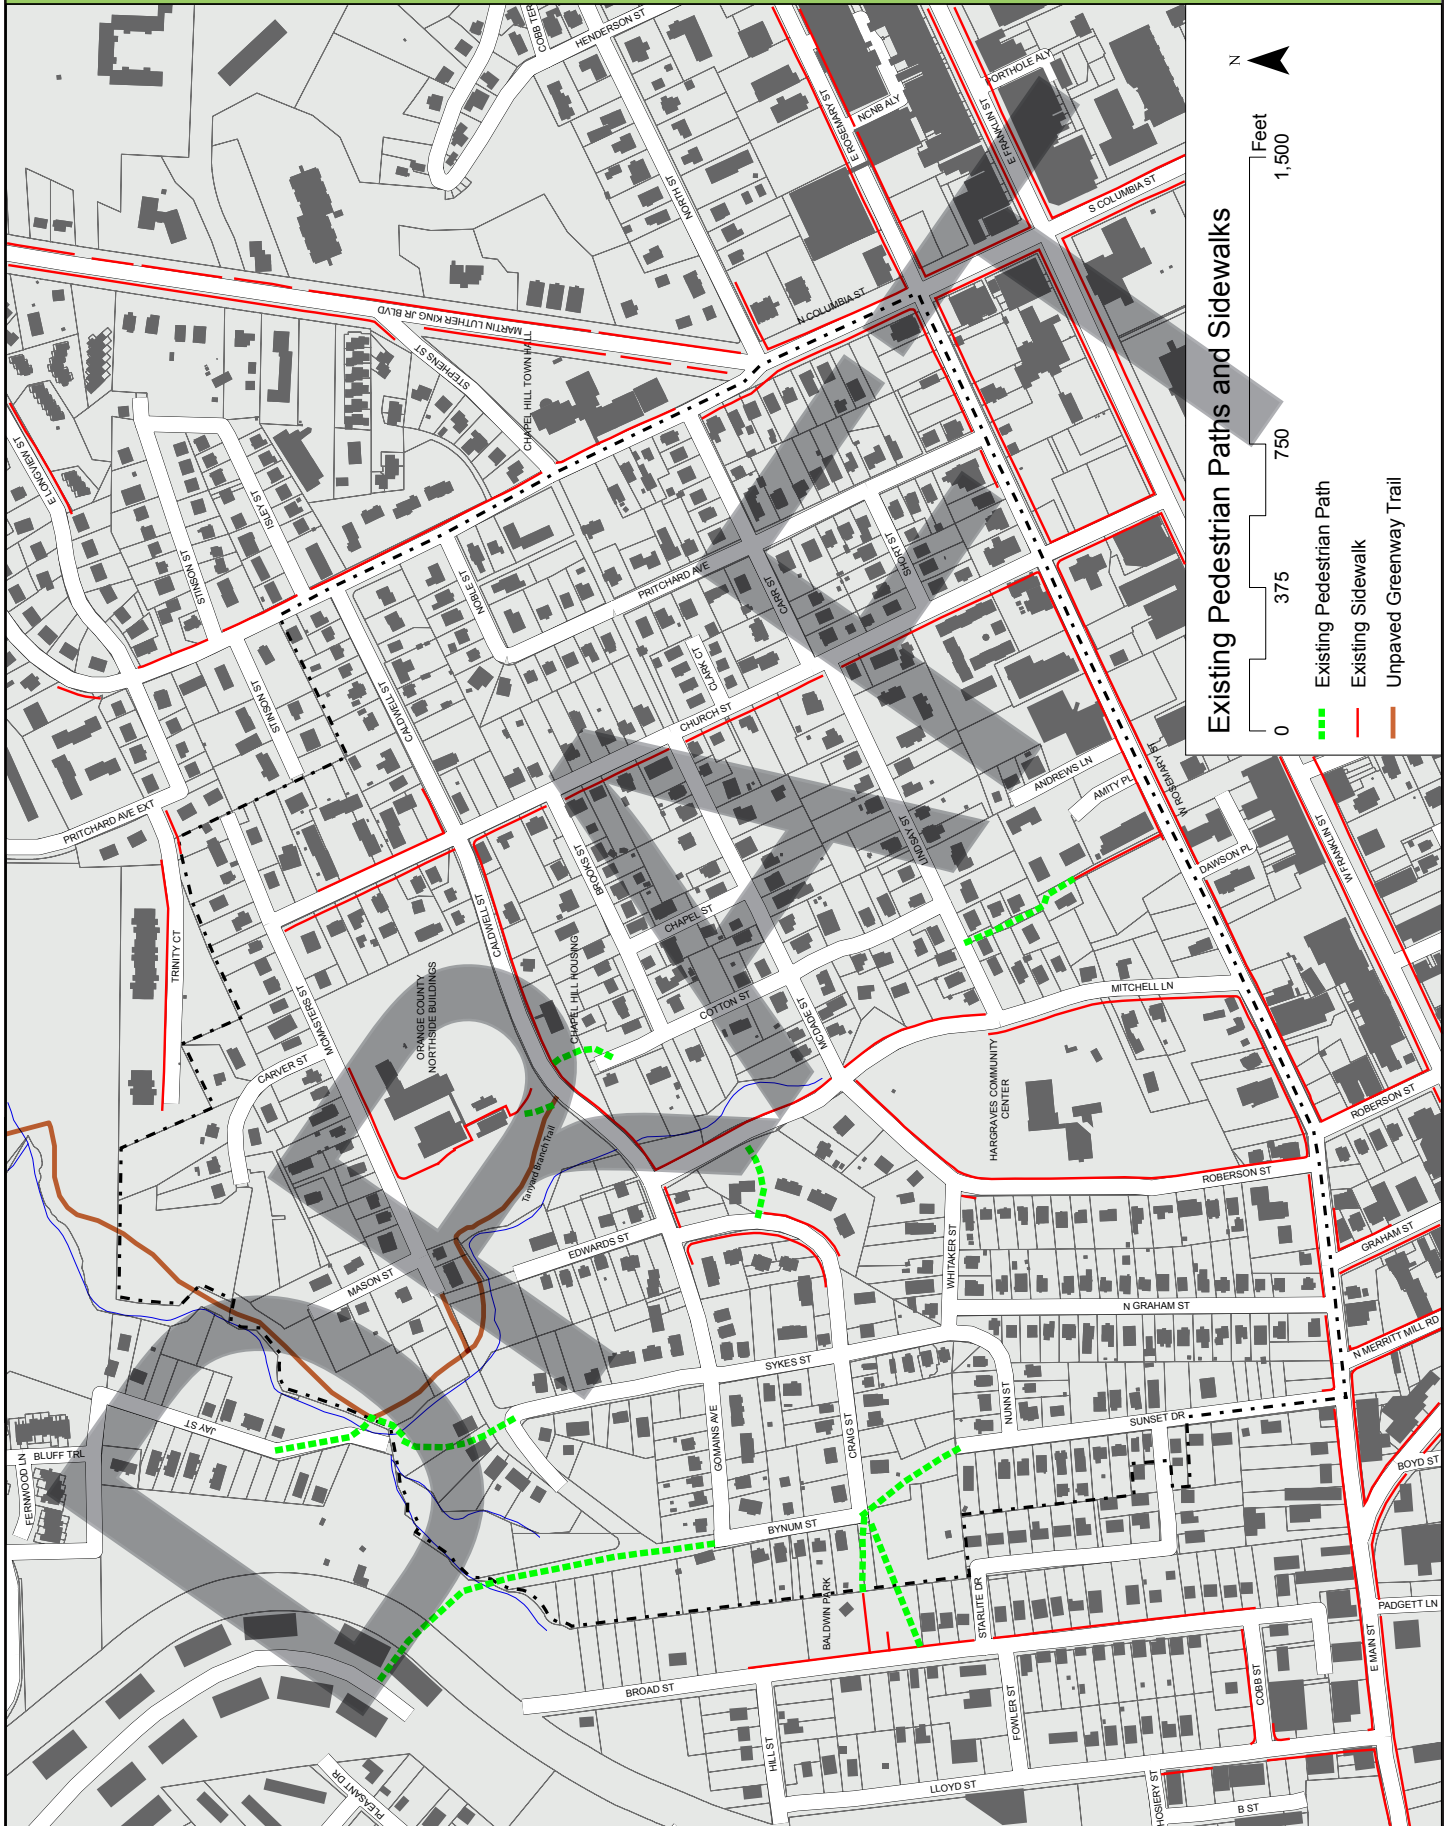 COBB TER
HENDERSON ST
E ROSEMARY ST
NCNB ALY
PORTHOLE ALY
E FRANKLIN ST
S COLUMBIA ST
NORTH ST
N COLUMBIA ST
MARTIN LUTHER KING JR BLVD
STEPHENS ST
CHAPEL HILL TOWN HALL
E LONGVIEW ST
ISLEY ST
STINSON ST
STINSON ST
NOBLE ST
PRITCHARD AVE
CARR ST
SHORT ST
CALDWELL ST
CLARK CT
CHURCH ST
PRITCHARD AVE EXT
TRINITY CT
BROOKS ST
LINDSAY ST
ANDREWS LN
AMITY PL
W ROSEMARY ST
DAWSON PL
W FRANKLIN ST
CALDWELL ST
CHAPEL ST
COTTON ST
MCDADE ST
MITCHELL LN
CHAPEL HILL HOUSING
ORANGE COUNTY
NORTHSIDE BUILDINGS
MCMASTERS ST
CARVER ST
Tanyard Branch Trail
HARGRAVES COMMUNITY
CENTER
ROBERSON ST
ROBERSON ST
GRAHAM ST
N MERRITT MILL RD
EDWARDS ST
MASON ST
WHITAKER ST
N GRAHAM ST
SYKES ST
NUNN ST
SUNSET DR
JAY ST
BLUFF TRL
FERNWOOD LN
GOMAINS AVE
CRAIG ST
BYNUM ST
BOYD ST
BALDWIN PARK
STARLITE DR
PADGETT LN
E MAIN ST
BROAD ST
COBB ST
FOWLER ST
HILL ST
LLOYD ST
HOSIERY ST
B ST
PLEASANT DR
Existing Pedestrian Paths and Sidewalks
N
0 375 750 1,500
Feet
Existing Pedestrian Path
Existing Sidewalk
Unpaved Greenway Trail
DRAFT